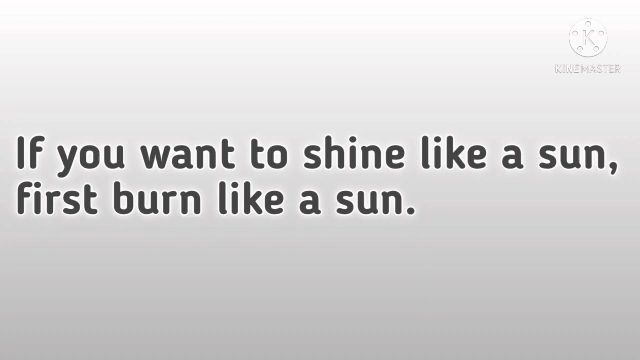 KINEMASTER
If you want to shine like a sun,
first burn like a sun.